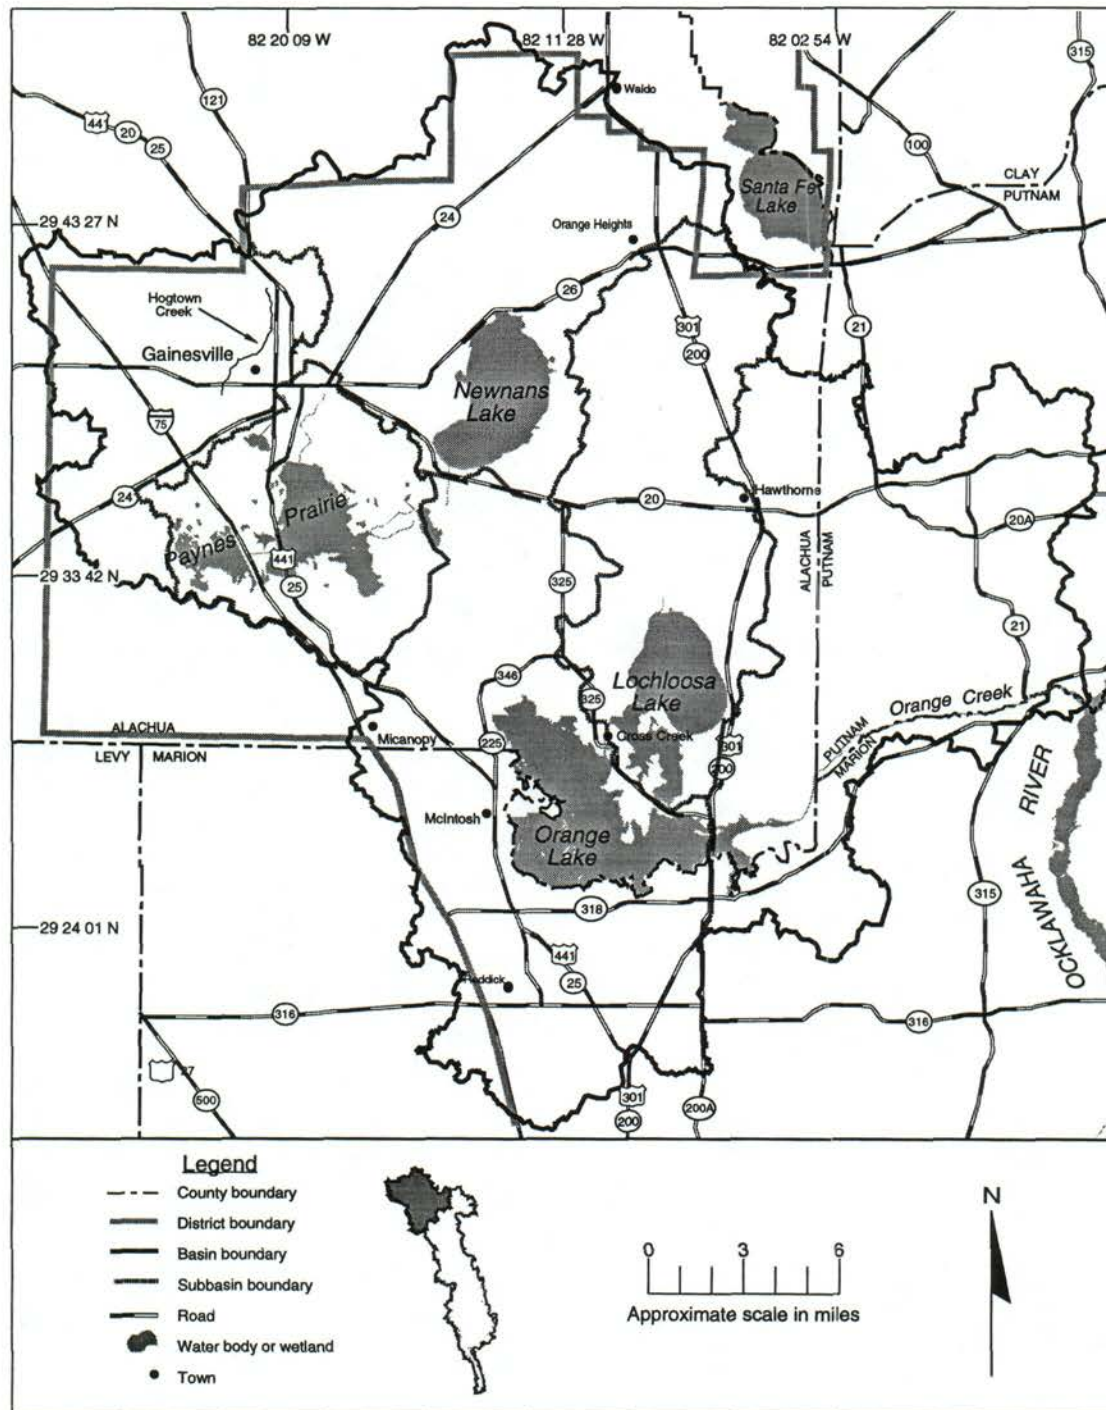 82 20 09 W
82 11 28 W
82 02 54 W
315
121
Waldo
441
20
25
100
CLAY
PUTNAM
Santa Fe
Lake
24
29 43 27 N
Orange Heights
Hogtown
Creek
26
301
21
200
Gainesville
Newnans
Lake
75
24
20
Hawthorne
20A
Prairie
Paynes
441
ALACHUA
PUTNAM
29 33 42 N
25
325
21
346
Lochloosa
Lake
325
Orange Creek
ALACHUA
Micanopy
225
Cross Creek
301
200
PUTNAM
MARION
LEVY
MARION
McIntosh
Orange
Lake
OCKLAWAHA RIVER
318
315
29 24 01 N
441
25
Reddick
316
316
27
500
301
200
200A
Legend
County boundary
District boundary
Basin boundary
Subbasin boundary
Road
Water body or wetland
Town
0 3 6
Approximate scale in miles
N